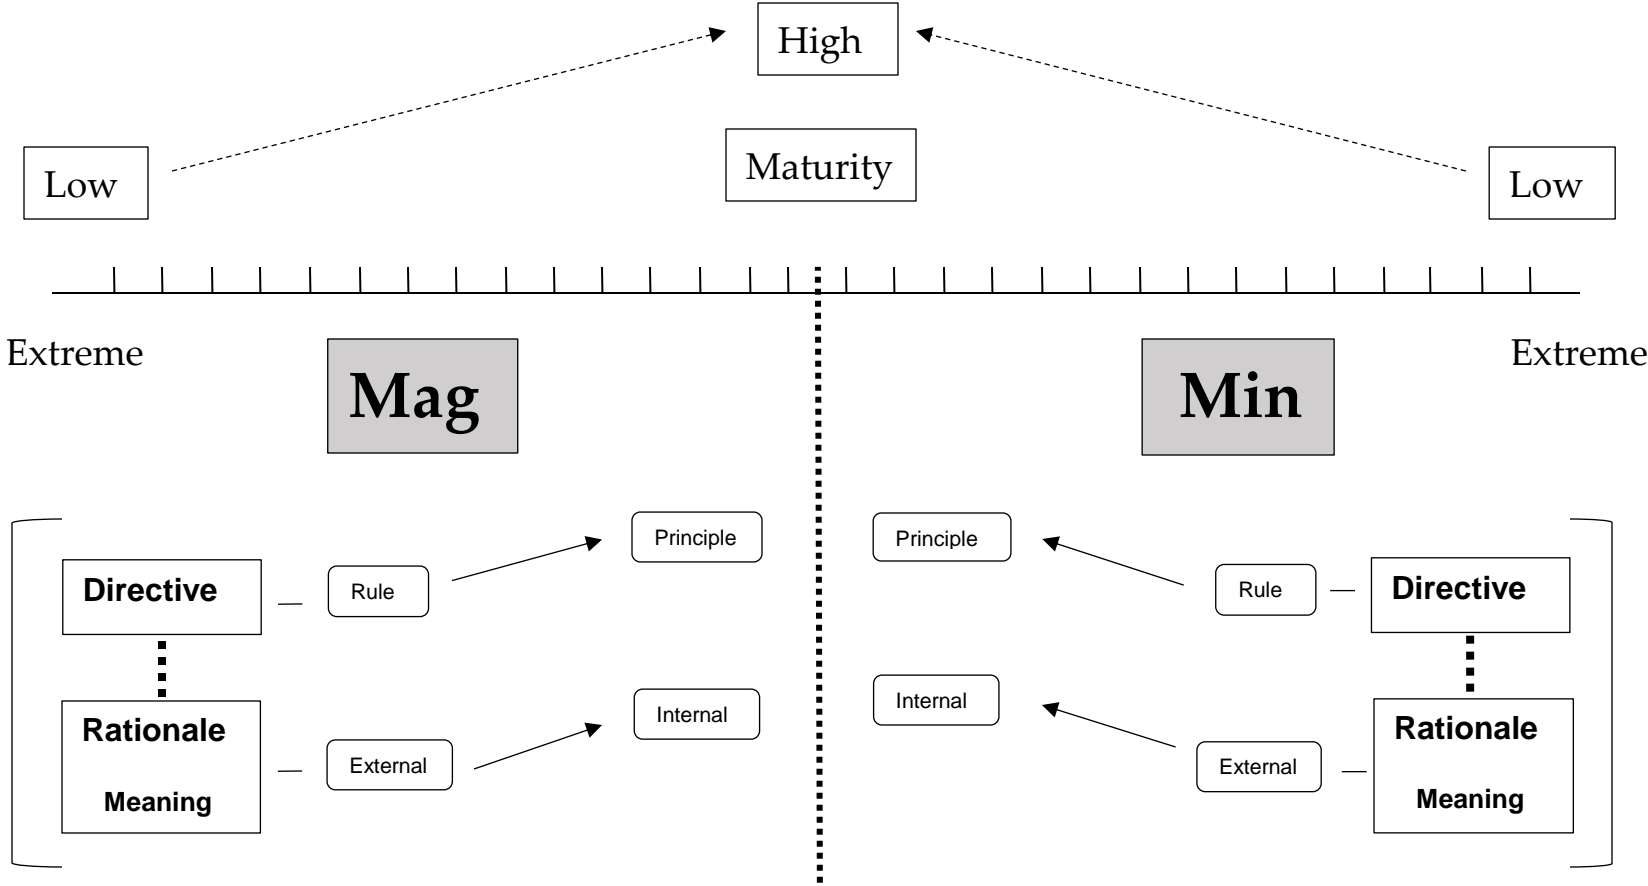 High
Maturity
Low
Low
Extreme
Extreme
Mag
Min
Principle
Principle
Directive
Rule
Rule
Directive
Internal
Internal
Rationale
Meaning
External
External
Rationale
Meaning